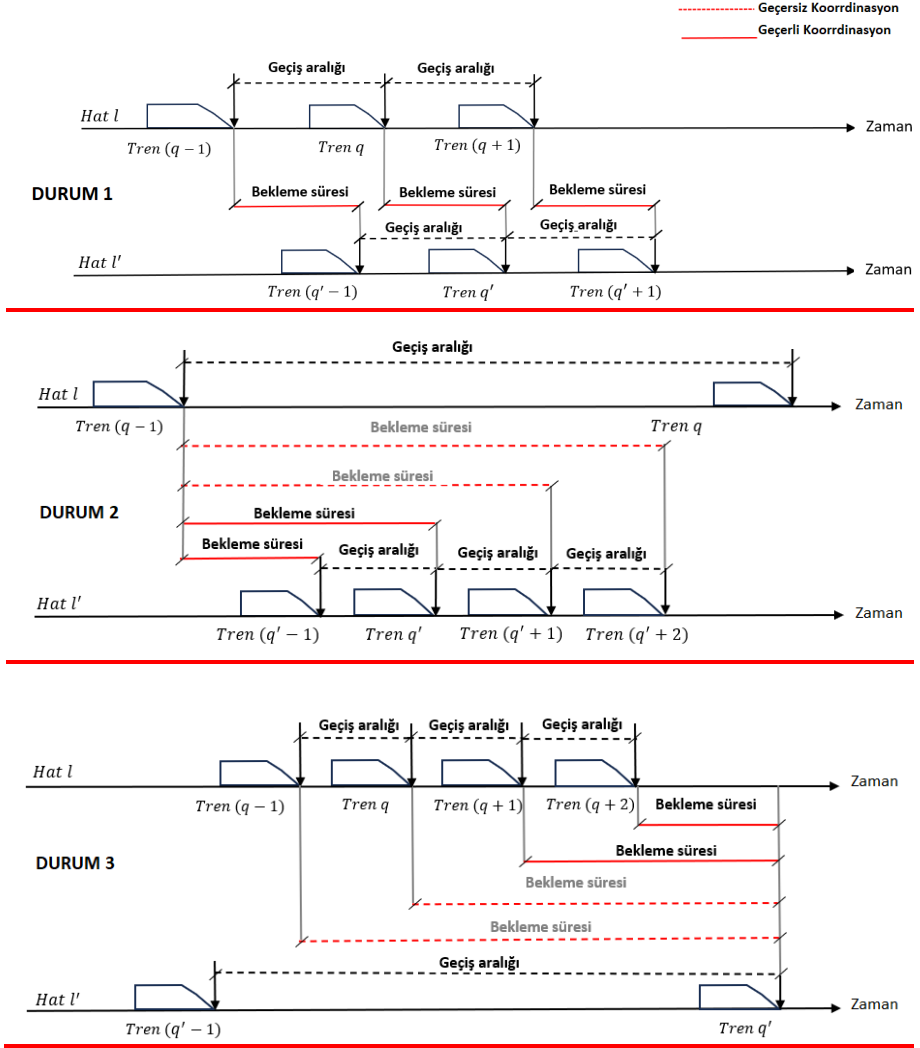 Geçersiz Koorrdinasyon
Geçerli Koorrdinasyon
Geçiş aralığı Geçiş aralığı
Hat l
Zaman
Tren (q − 1) Tren q Tren (q + 1)
DURUM 1
Bekleme süresi Bekleme süresi Bekleme süresi
Geçiş aralığı Geçiş aralığı
Hat l′
Zaman
Tren (q′ − 1) Tren q′ Tren (q′ + 1)
Geçiş aralığı
Hat l
Zaman
Tren (q − 1) Tren q
Bekleme süresi
Bekleme süresi
DURUM 2
Bekleme süresi
Bekleme süresi
Geçiş aralığı Geçiş aralığı Geçiş aralığı
Hat l′
Zaman
Tren (q′ − 1) Tren q′ Tren (q′ + 1) Tren (q′ + 2)
Geçiş aralığı Geçiş aralığı Geçiş aralığı
Hat l
Zaman
Tren (q − 1) Tren q Tren (q + 1) Tren (q + 2)
Bekleme süresi
Bekleme süresi
DURUM 3
Bekleme süresi
Bekleme süresi
Geçiş aralığı
Hat l′
Zaman
Tren (q′ − 1) Tren q′